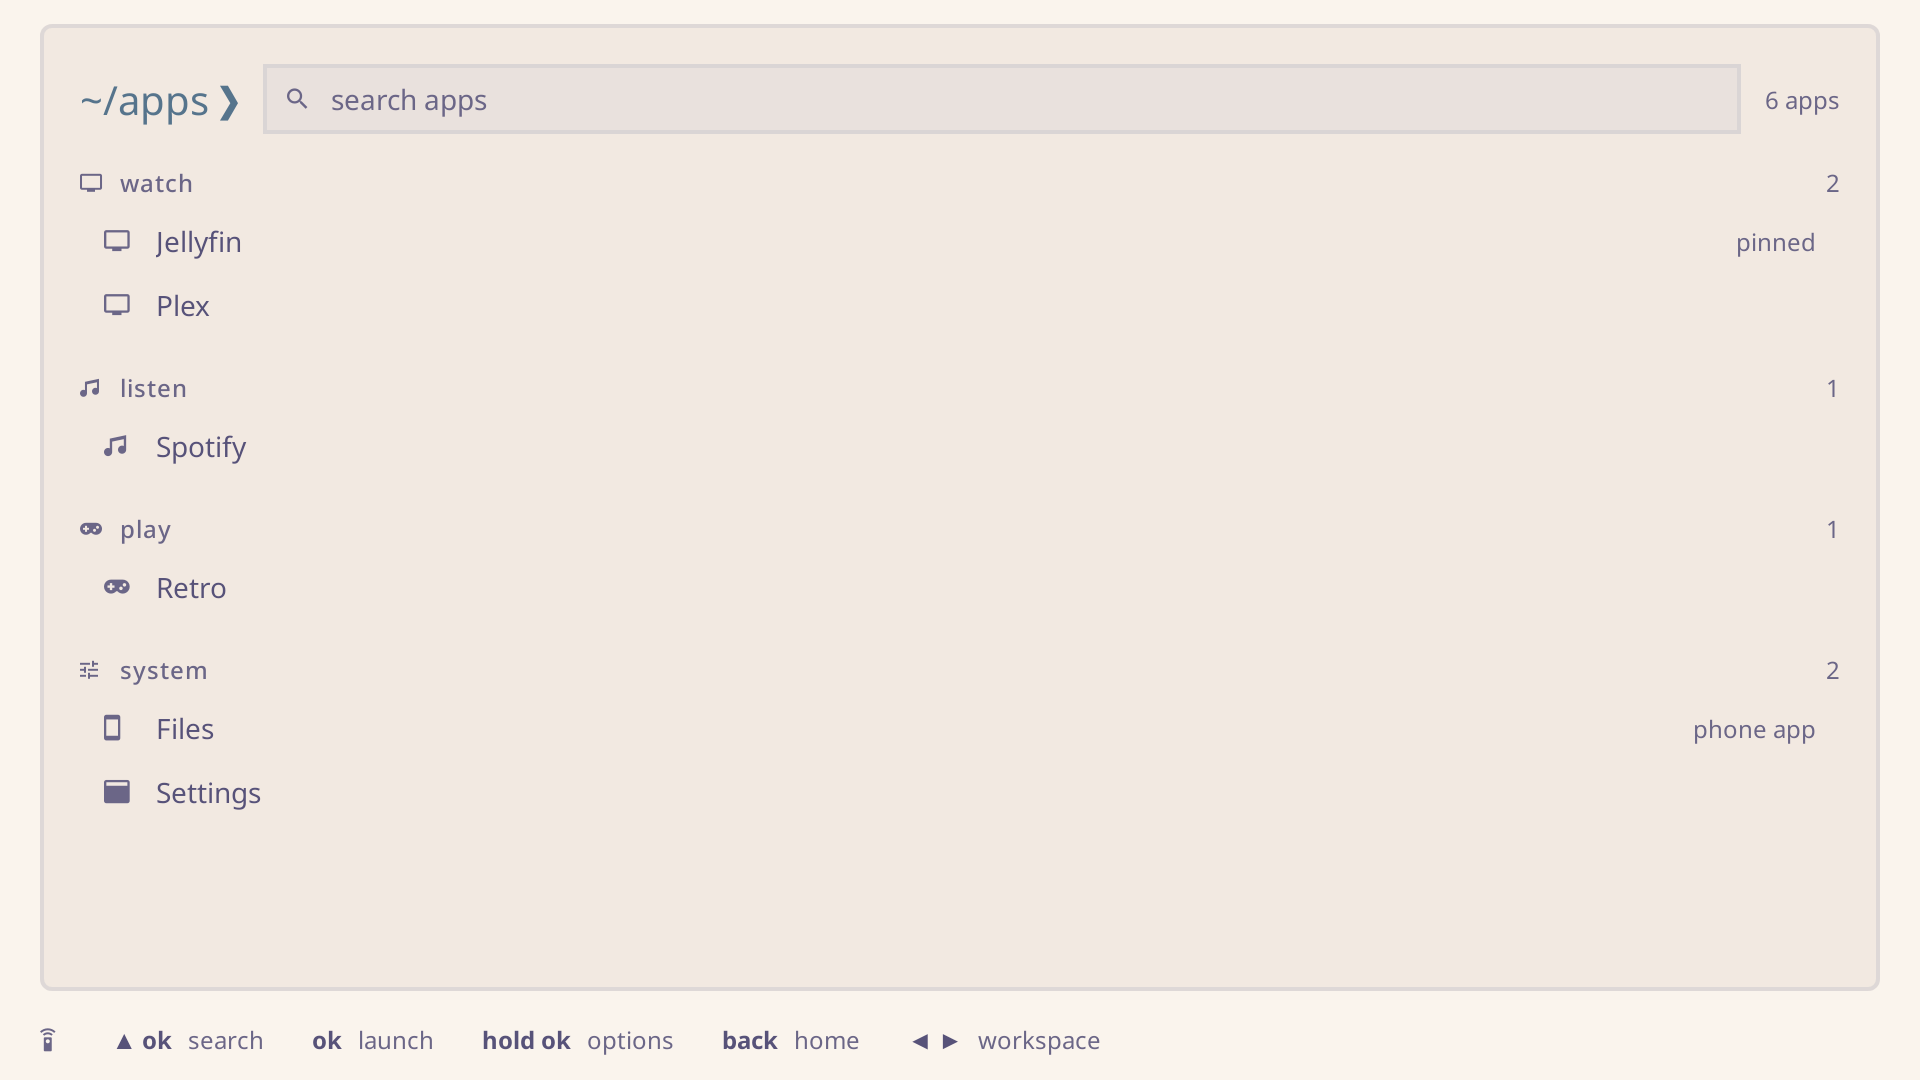 ~/apps ❯ search apps 6 apps
watch 2
Jellyfin pinned
Plex
listen 1
Spotify
play 1
Retro
system 2
Files phone app
Settings
▲ ok search ok launch hold ok options back home ◀ ▶ workspace